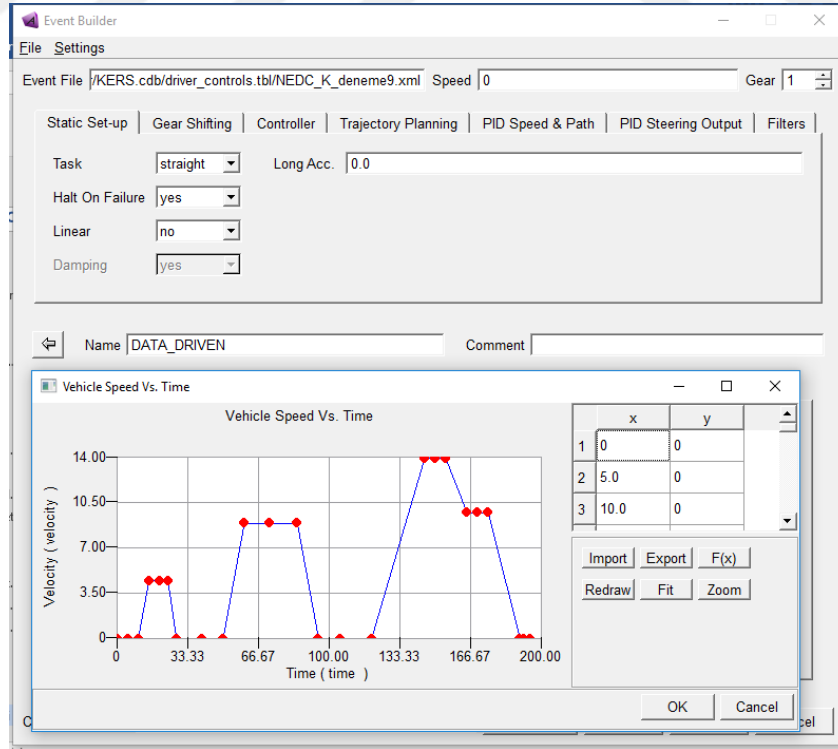 Event Builder
File Settings
Event File /KERS.cdb/driver_controls.tbl/NEDC_K_deneme9.xml Speed 0 Gear 1
Static Set-up Gear Shifting Controller Trajectory Planning PID Speed & Path PID Steering Output Filters
Task straight Long Acc. 0.0
Halt On Failure yes
Linear no
Damping yes
Name DATA_DRIVEN Comment
Vehicle Speed Vs. Time
Vehicle Speed Vs. Time
x y
1 0 0
2 5.0 0
3 10.0 0
14.00
10.50
7.00
3.50
0
Velocity ( velocity )
0 33.33 66.67 100.00 133.33 166.67 200.00
Time ( time )
Import Export F(x)
Redraw Fit Zoom
OK Cancel